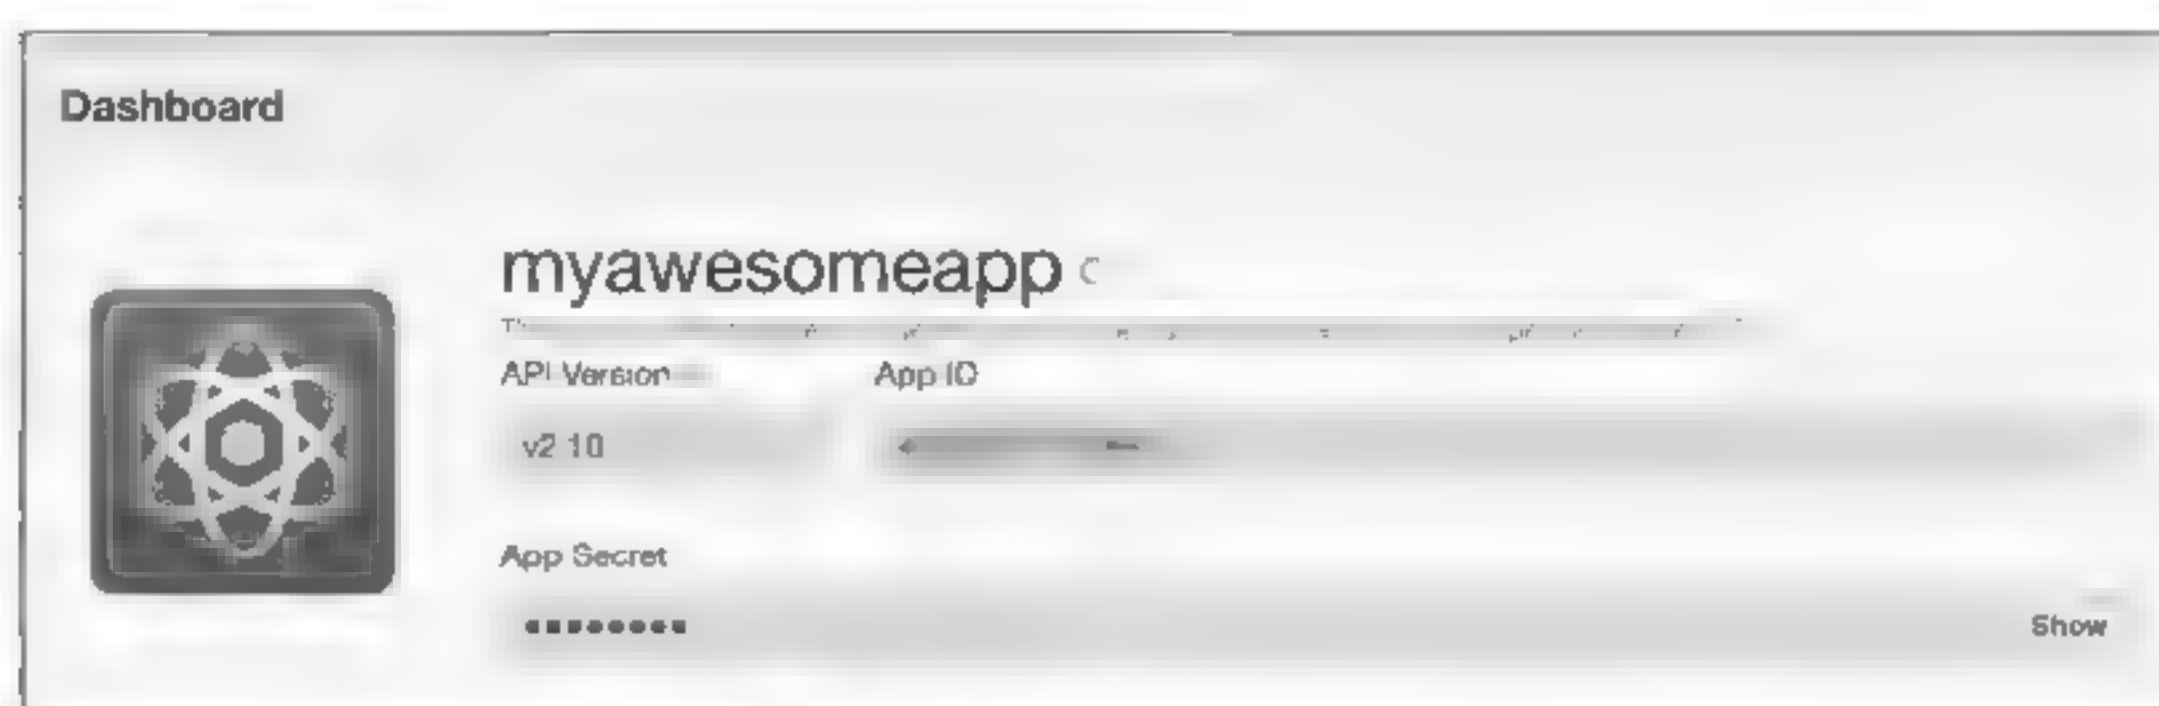 Dashboard
myawesomeapp
API Version App ID
v2.10
App Secret
●●●●●●●●
Show